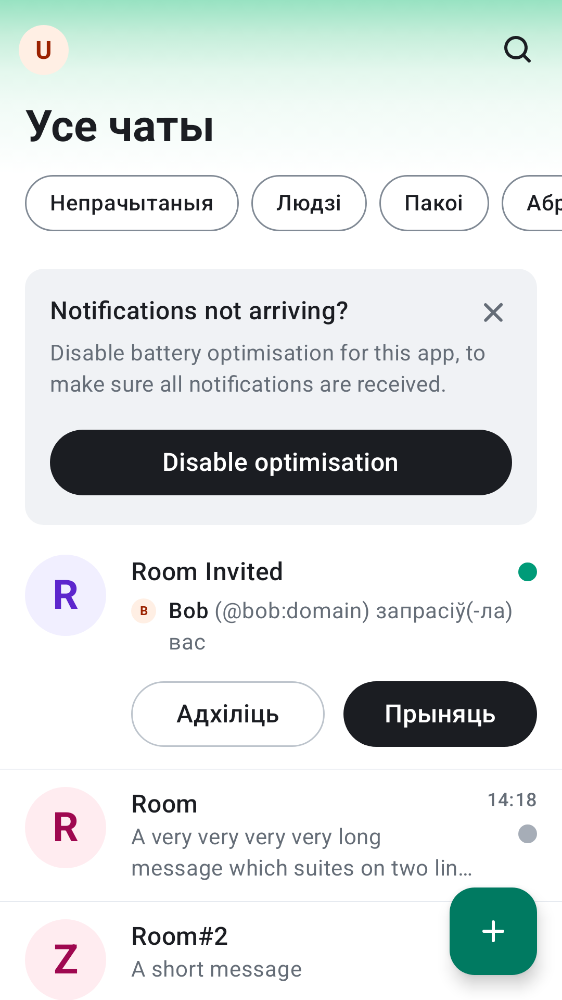 U
Усе чаты
Непрачытаныя Людзі Пакоі Абр
Notifications not arriving?
Disable battery optimisation for this app, to
make sure all notifications are received.
Disable optimisation
R
Room Invited
B Bob (@bob:domain) запрасіў(-ла)
вас
Адхіліць Прыняць
R
Room 14:18
A very very very very long
message which suites on two lin…
Z
Room#2
A short message